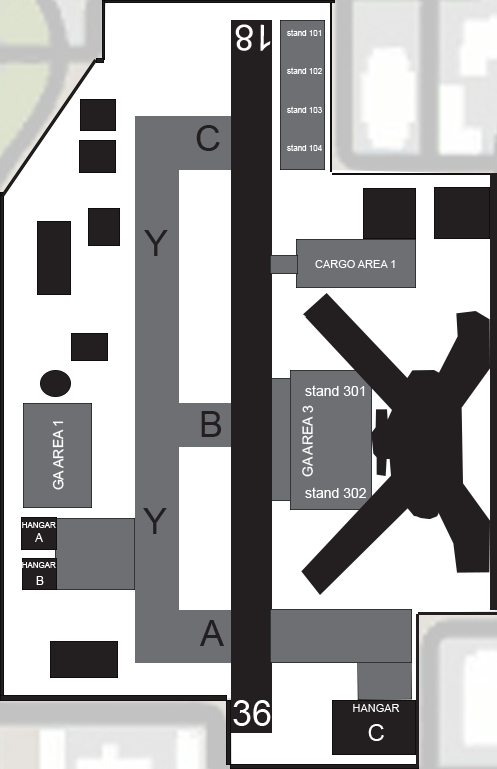 18
stand 101
stand 102
stand 103
stand 104
C
Y
CARGO AREA 1
stand 301
B
GA AREA 3
GA AREA 1
stand 302
Y
HANGAR
A
HANGAR
B
A
36
HANGAR
C